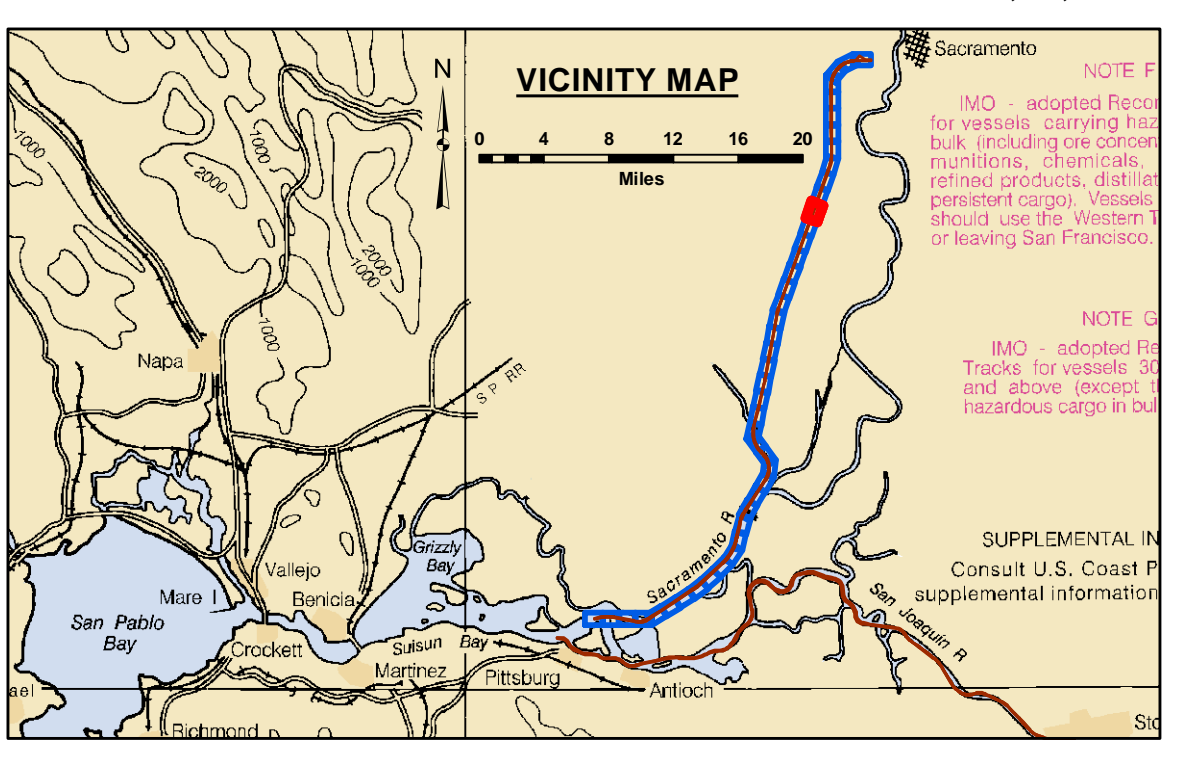 Sacramento
N
VICINITY MAP
NOTE F
IMO - adopted Recor
for vessels carrying haz
bulk (including ore concen
munitions, chemicals,
refined products, distillat
persistent cargo). Vessels
should use the Western T
or leaving San Francisco.
0 4 8 12 16 20
Miles
1000
1000
2000
2000
1000
1000
NOTE G
IMO - adopted Re
Tracks for vessels 30
and above (except t
hazardous cargo in bul
Napa
S P RR
SUPPLEMENTAL IN
Consult U.S. Coast P
supplemental information
Grizzly
Bay
Sacramento R
Vallejo
Mare I
Benicia
San Joaquin R
San Pablo
Bay
Crockett
Suisun Bay
Martinez
Pittsburg
Antioch
ael
Richmond
Sto